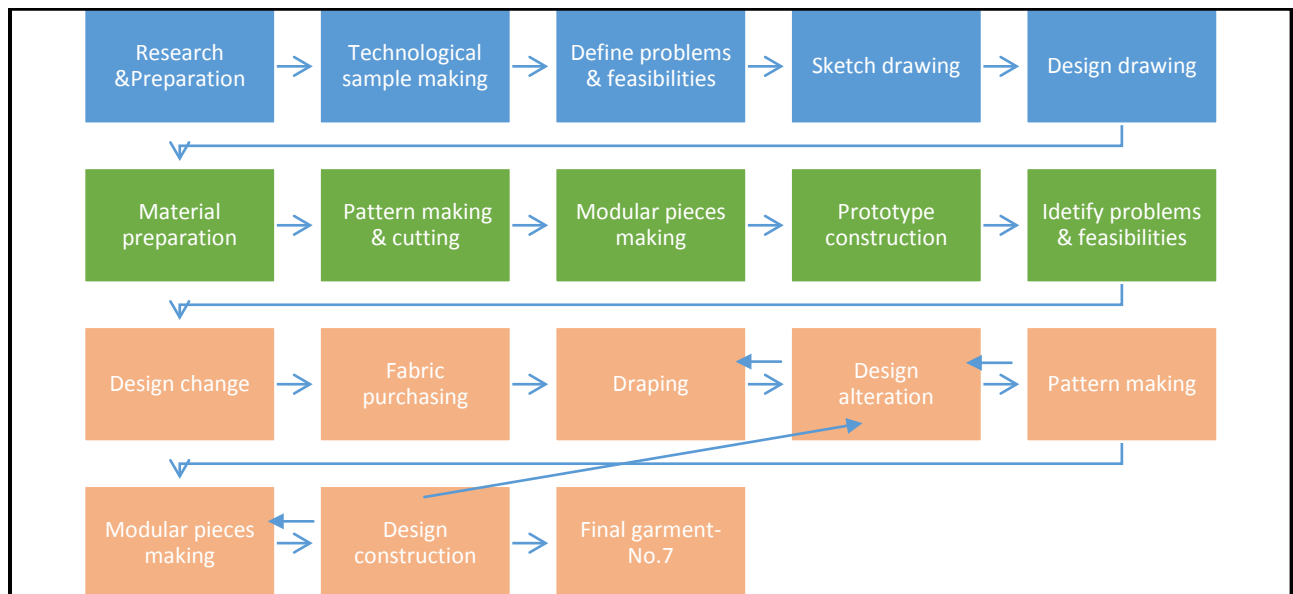 Research
&Preparation
Technological
sample making
Define problems
& feasibilities
Sketch drawing
Design drawing
Material
preparation
Pattern making
& cutting
Modular pieces
making
Prototype
construction
Idetify problems
& feasibilities
Design change
Fabric
purchasing
Draping
Design
alteration
Pattern making
Modular pieces
making
Design
construction
Final garment-
No.7